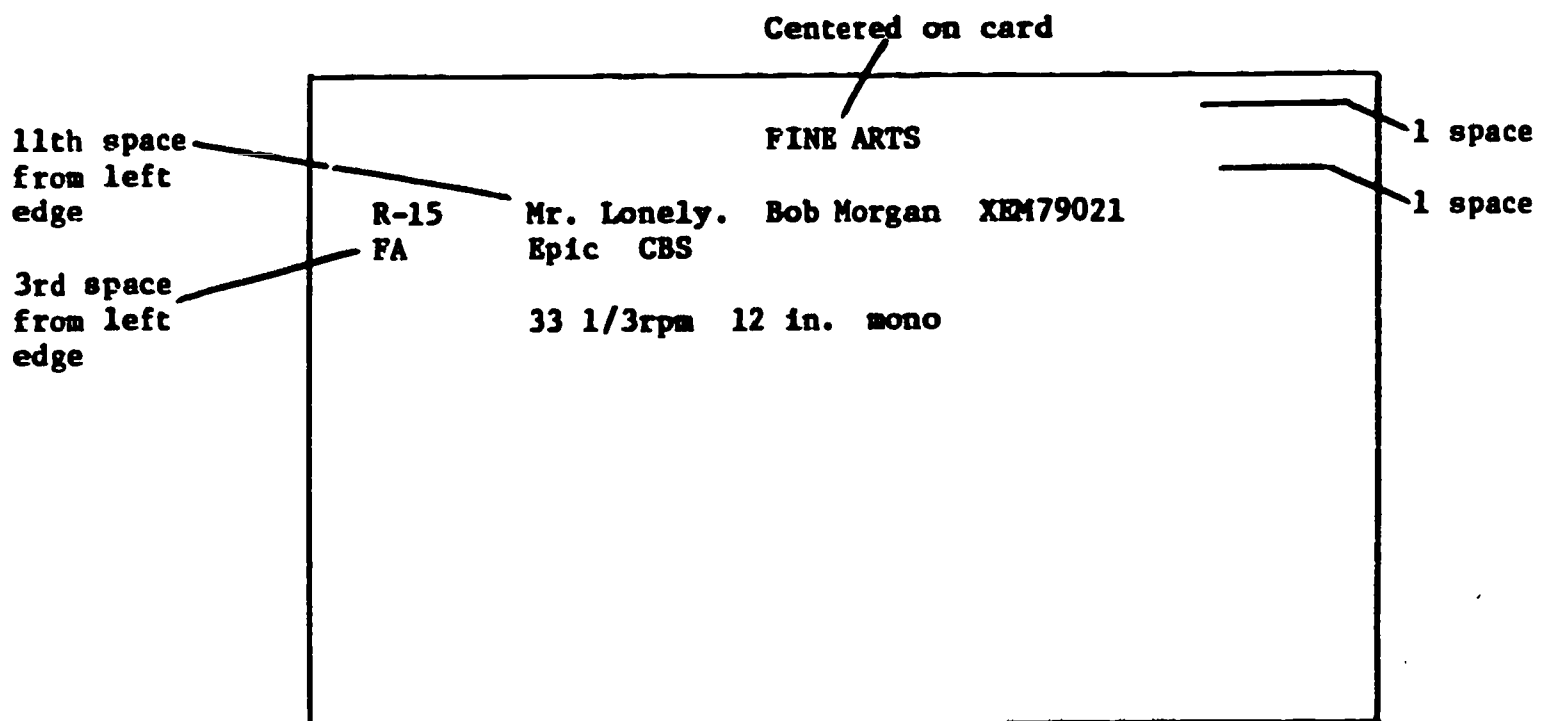 Centered on card
FINE ARTS
1 space
11th space
from left
edge
1 space
R-15 Mr. Lonely. Bob Morgan XEM79021
FA Epic CBS
3rd space
from left
edge
33 1/3rpm 12 in. mono